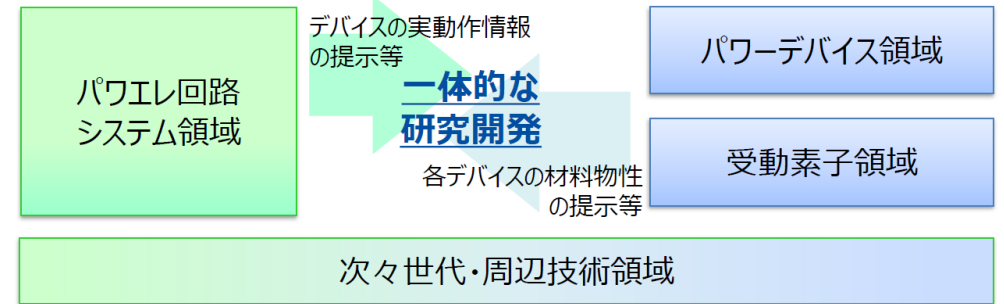 パワエレ回路
システム領域
デバイスの実動作情報
の提示等
一体的な
研究開発
各デバイスの材料物性
の提示等
パワーデバイス領域
受動素子領域
次々世代・周辺技術領域